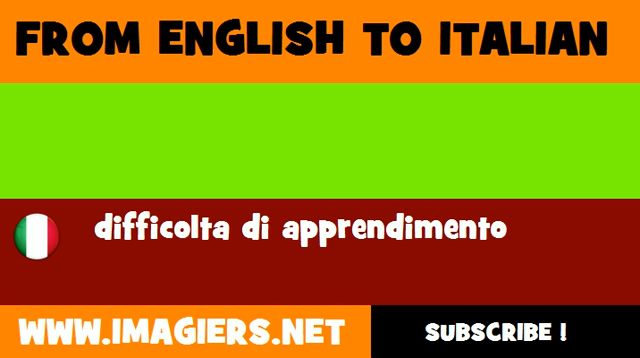 FROM ENGLISH TO ITALIAN
difficolta di apprendimento
WWW.IMAGIERS.NET
SUBSCRIBE !